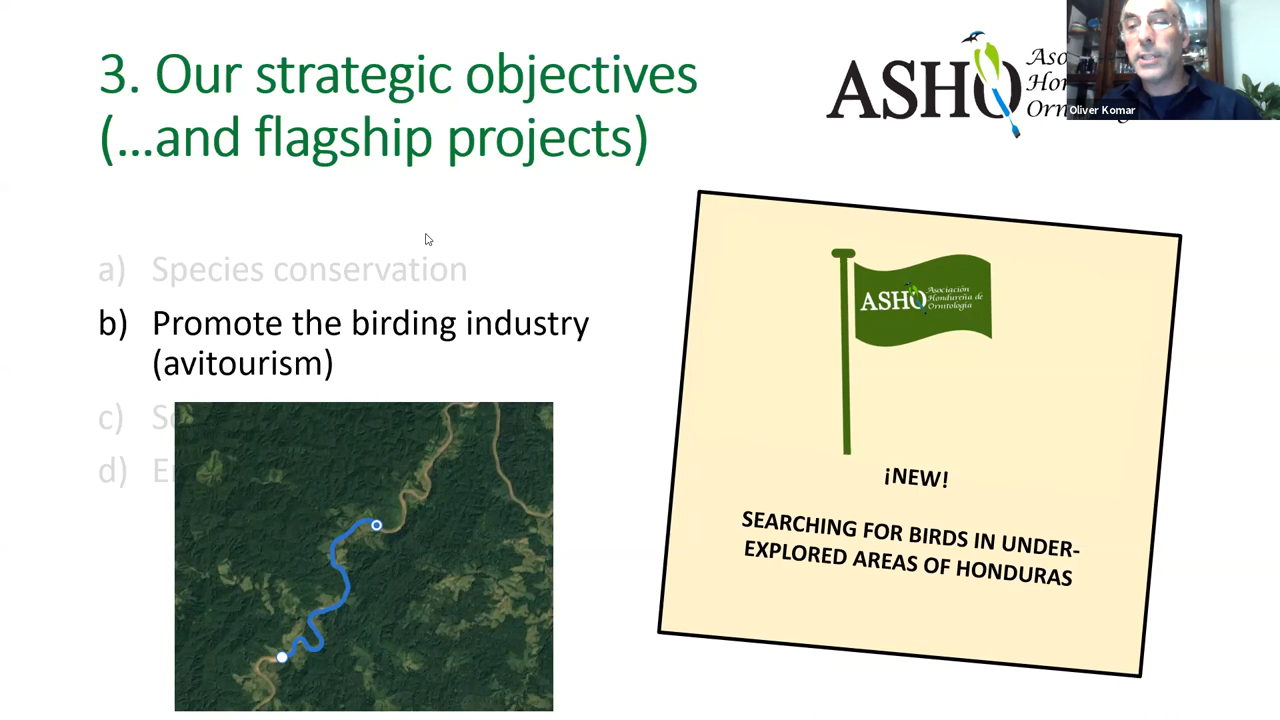 3. Our strategic objectives
(...and flagship projects)
ASHO
Aso
Hon
Orn
Oliver Komar
a) Species conservation
b) Promote the birding industry
(avitourism)
c)
d)
ASHO Asociación
Hondureña de
Ornitología
¡NEW!
SEARCHING FOR BIRDS IN UNDER-
EXPLORED AREAS OF HONDURAS